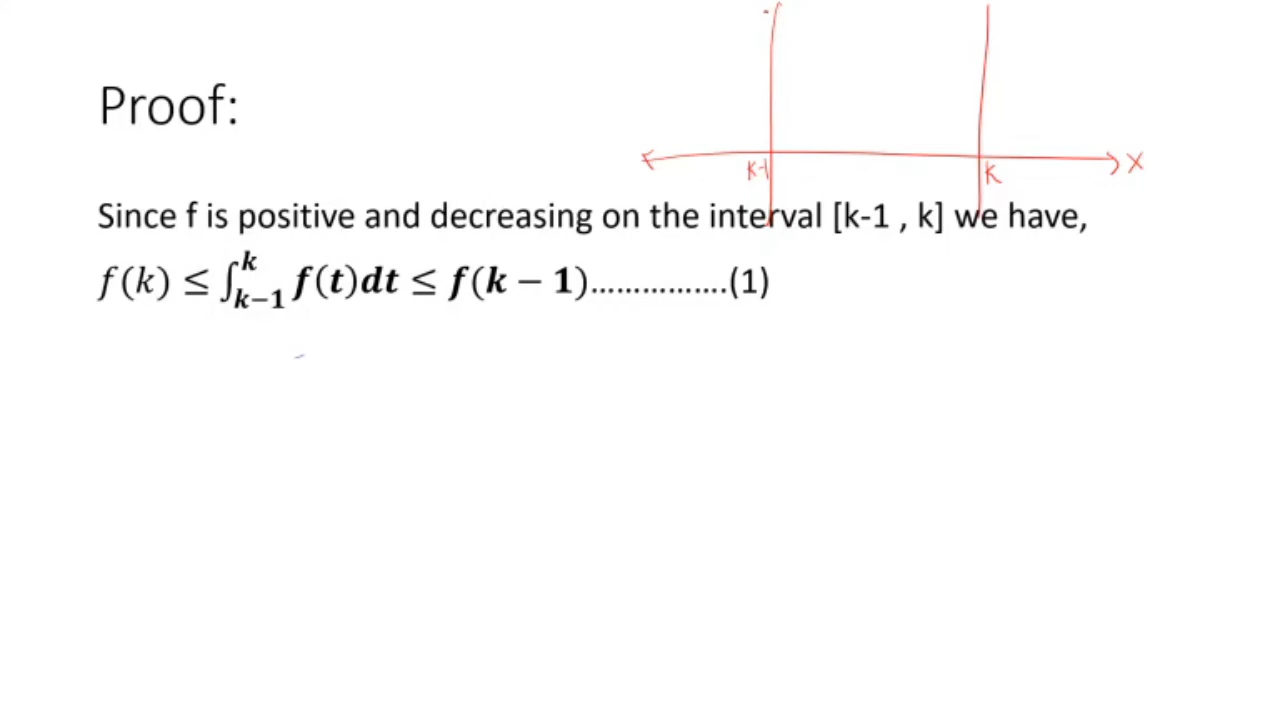 Proof:
K-1
K
X
Since f is positive and decreasing on the interval [k-1 , k] we have,
f(k) ≤ ∫_{k−1}^{k} f(t)dt ≤ f(k − 1)................(1)